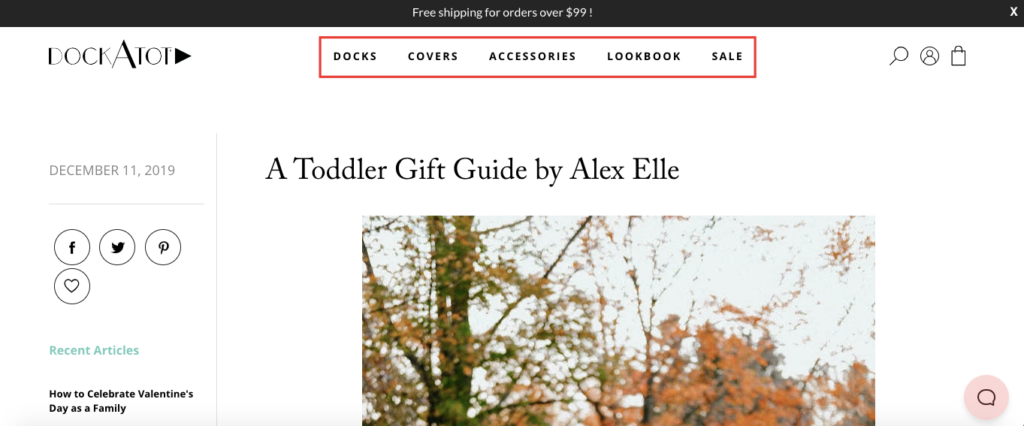 Free shipping for orders over $99 !
X
DOCKATOT
DOCKS COVERS ACCESSORIES LOOKBOOK SALE
DECEMBER 11, 2019
A Toddler Gift Guide by Alex Elle
Recent Articles
How to Celebrate Valentine's
Day as a Family